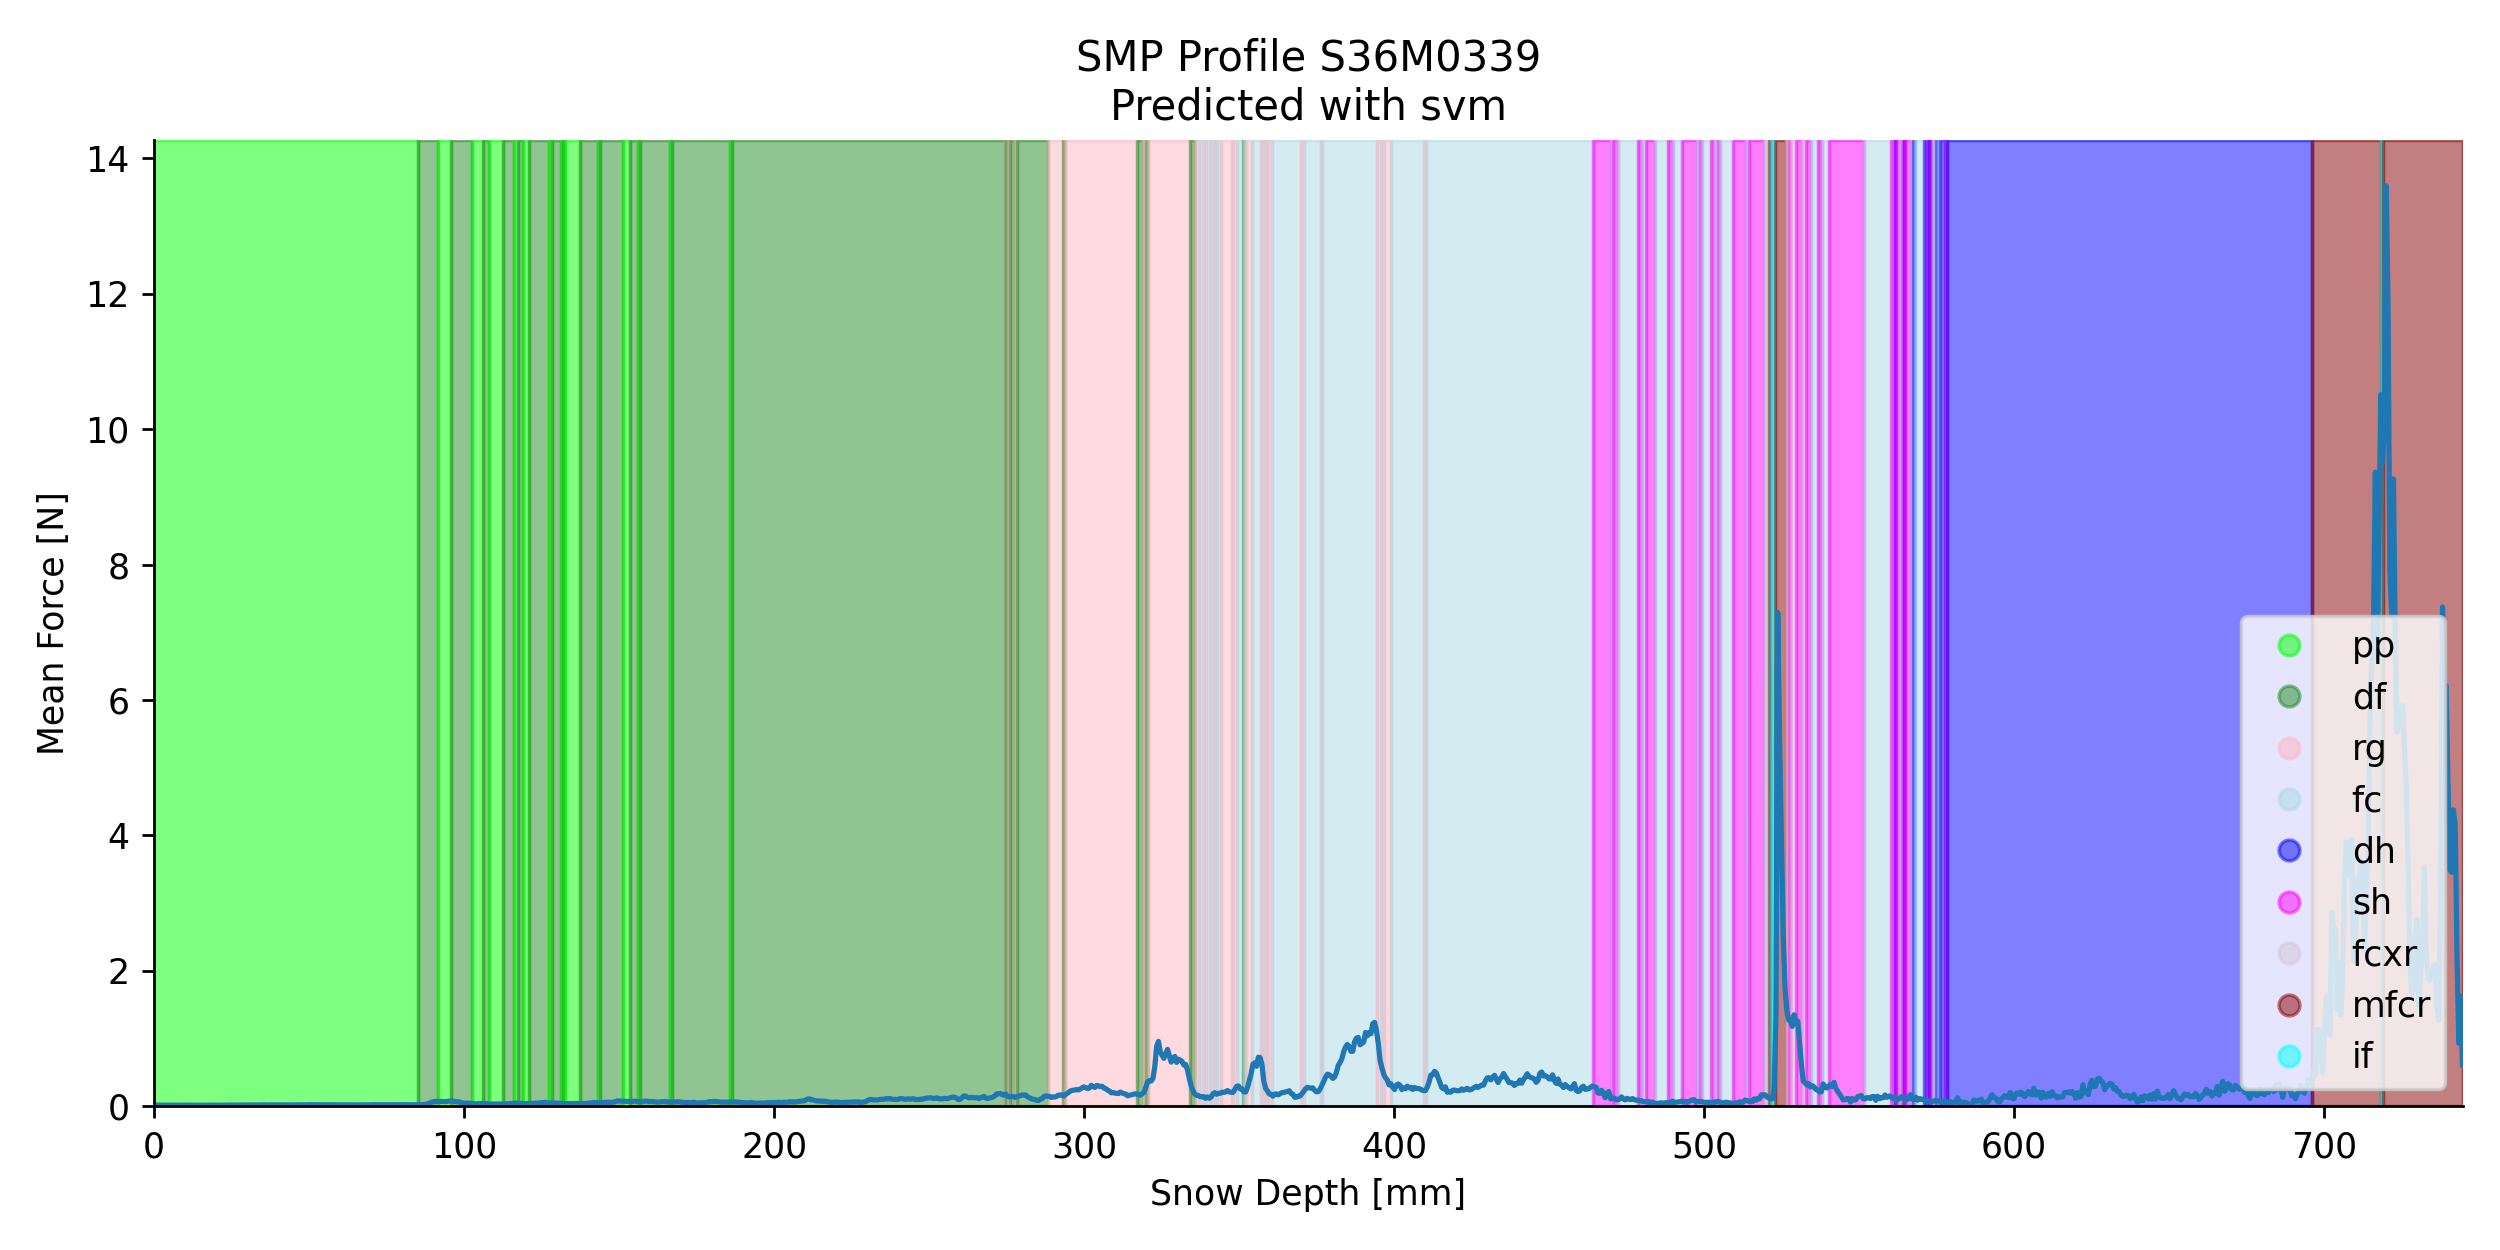 SMP Profile S36M0339
Predicted with svm
Mean Force [N]
14
12
10
8
6
4
2
0
pp
df
rg
fc
dh
sh
fcxr
mfcr
if
0
100
200
300
400
500
600
700
Snow Depth [mm]